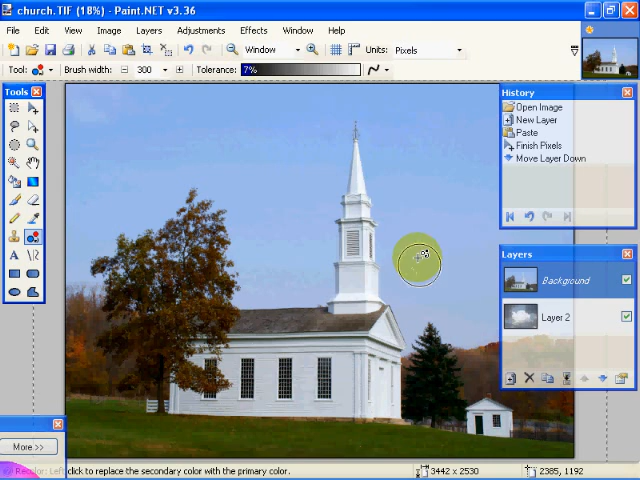 church.TIF (18%) - Paint.NET v3.36
File Edit View Image Layers Adjustments Effects Window Help
Window Units: Pixels
Tool: Brush width: 300 Tolerance: 7%
Tools
History
Open Image
New Layer
Paste
Finish Pixels
Move Layer Down
Layers
Background
Layer 2
More >>
Recolor: Left click to replace the secondary color with the primary color. 3442 x 2530 2385, 1192